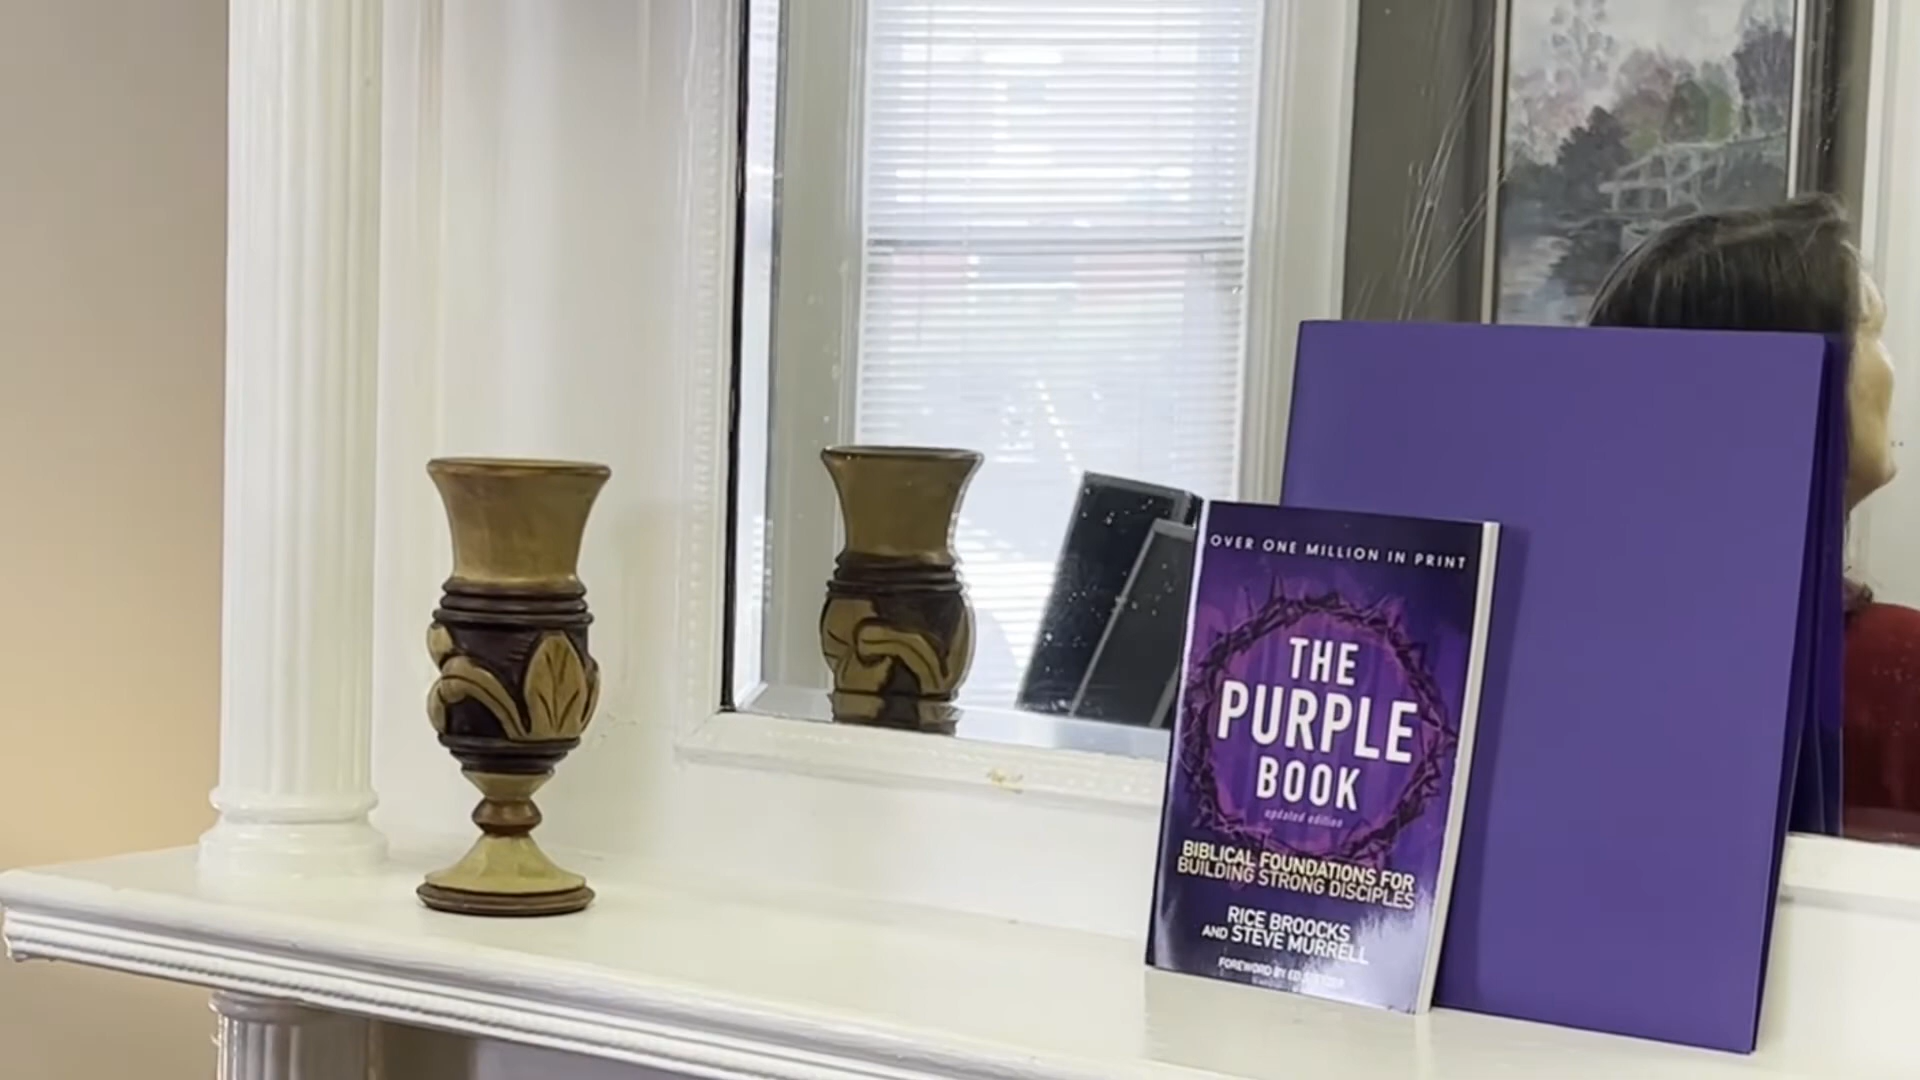 OVER ONE MILLION IN PRINT
THE
PURPLE
BOOK
updated edition
BIBLICAL FOUNDATIONS FOR
BUILDING STRONG DISCIPLES
RICE BROOCKS
AND STEVE MURRELL
FOREWORD BY ED